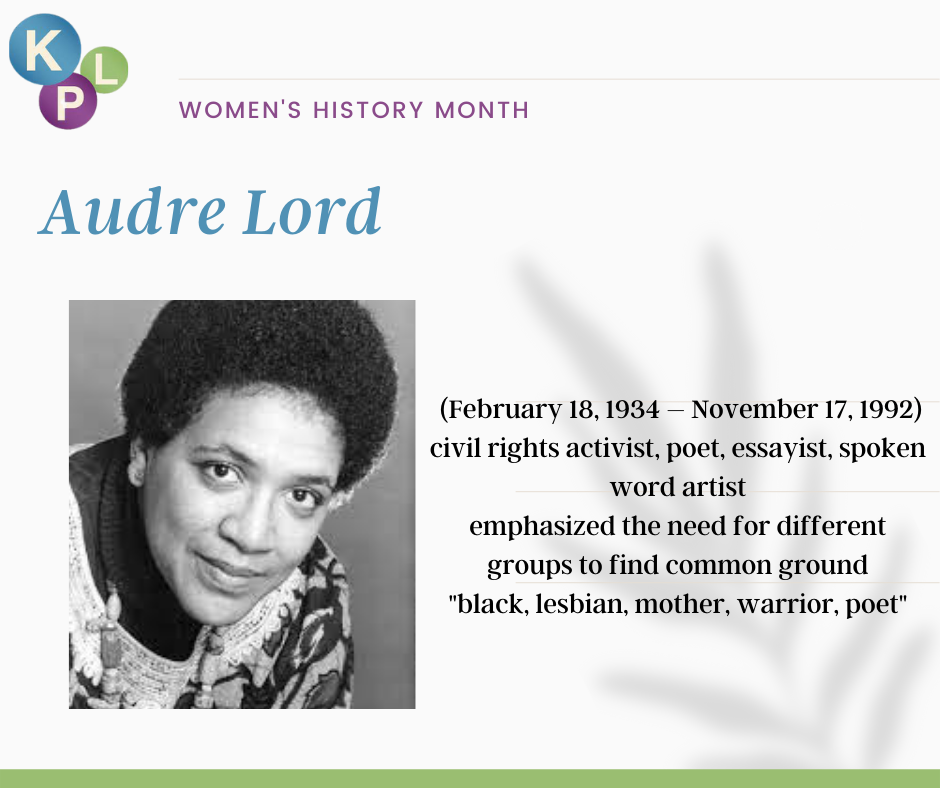 K L P
WOMEN'S HISTORY MONTH
Audre Lord
(February 18, 1934 — November 17, 1992)
civil rights activist, poet, essayist, spoken
word artist
emphasized the need for different
groups to find common ground
"black, lesbian, mother, warrior, poet"